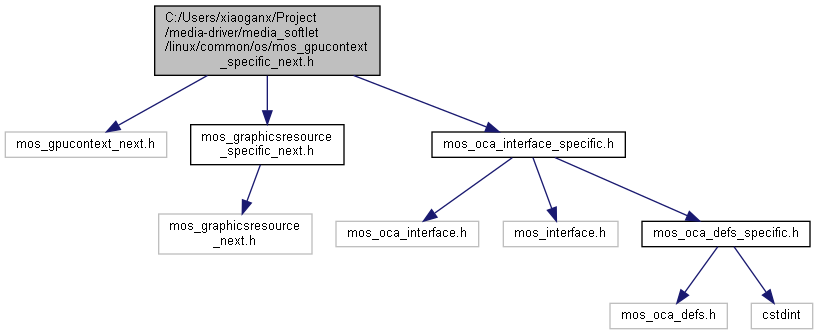 C:/Users/xiaoganx/Project
/media-driver/media_softlet
/linux/common/os/mos_gpucontext
_specific_next.h
mos_gpucontext_next.h
mos_graphicsresource
_specific_next.h
mos_oca_interface_specific.h
mos_graphicsresource
_next.h
mos_oca_interface.h
mos_interface.h
mos_oca_defs_specific.h
mos_oca_defs.h
cstdint